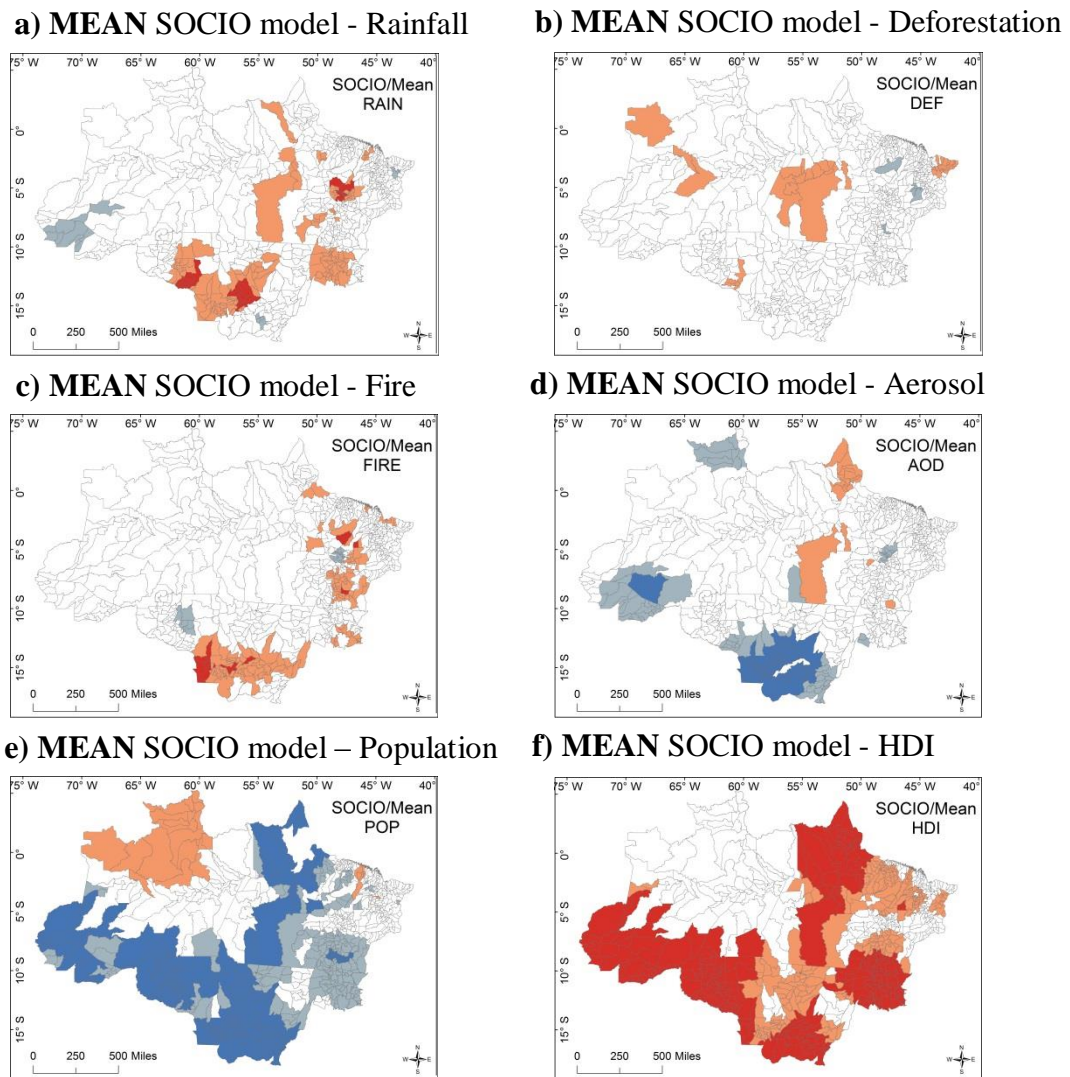 a) MEAN SOCIO model - Rainfall
75° W 70° W 65° W 60° W 55° W 50° W 45° W 40° W
SOCIO/Mean
RAIN
0°
5° S
10° S
15° S
0 250 500 Miles
N
W E
S
b) MEAN SOCIO model - Deforestation
75° W 70° W 65° W 60° W 55° W 50° W 45° W 40° W
SOCIO/Mean
DEF
0°
5° S
10° S
15° S
0 250 500 Miles
N
W E
S
c) MEAN SOCIO model - Fire
75° W 70° W 65° W 60° W 55° W 50° W 45° W 40° W
SOCIO/Mean
FIRE
0°
5° S
10° S
15° S
0 250 500 Miles
N
W E
S
d) MEAN SOCIO model - Aerosol
75° W 70° W 65° W 60° W 55° W 50° W 45° W 40° W
SOCIO/Mean
AOD
0°
5° S
10° S
15° S
0 250 500 Miles
N
W E
S
e) MEAN SOCIO model – Population
75° W 70° W 65° W 60° W 55° W 50° W 45° W 40° W
SOCIO/Mean
POP
0°
5° S
10° S
15° S
0 250 500 Miles
N
W E
S
f) MEAN SOCIO model - HDI
75° W 70° W 65° W 60° W 55° W 50° W 45° W 40° W
SOCIO/Mean
HDI
0°
5° S
10° S
15° S
0 250 500 Miles
N
W E
S